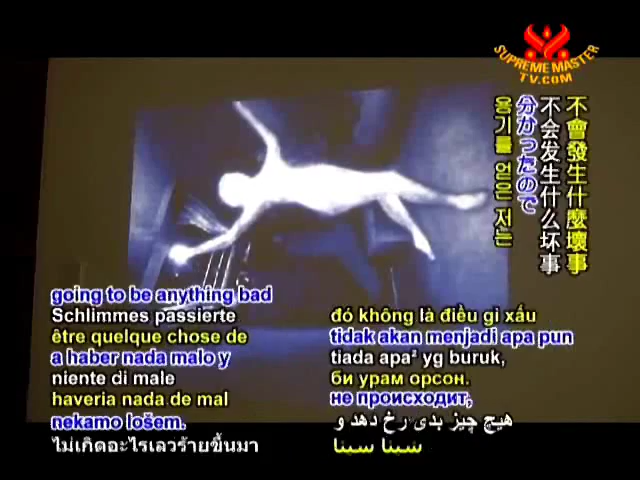 SUPREME MASTER
TV.COM
不會發生什麼壞事
不会发生什么坏事
分かったので
용기를 얻은 저는
going to be anything bad
Schlimmes passierte
être quelque chose de
a haber nada malo y
niente di male
haveria nada de mal
nekamo lošem.
ไม่เกิดอะไรเลวร้ายขึ้นมา
đó không là điều gì xấu
tidak akan menjadi apa pun
tiada apa² yg buruk,
би урам орсон.
не происходит,
هیچ چیز بدی رخ دهد و